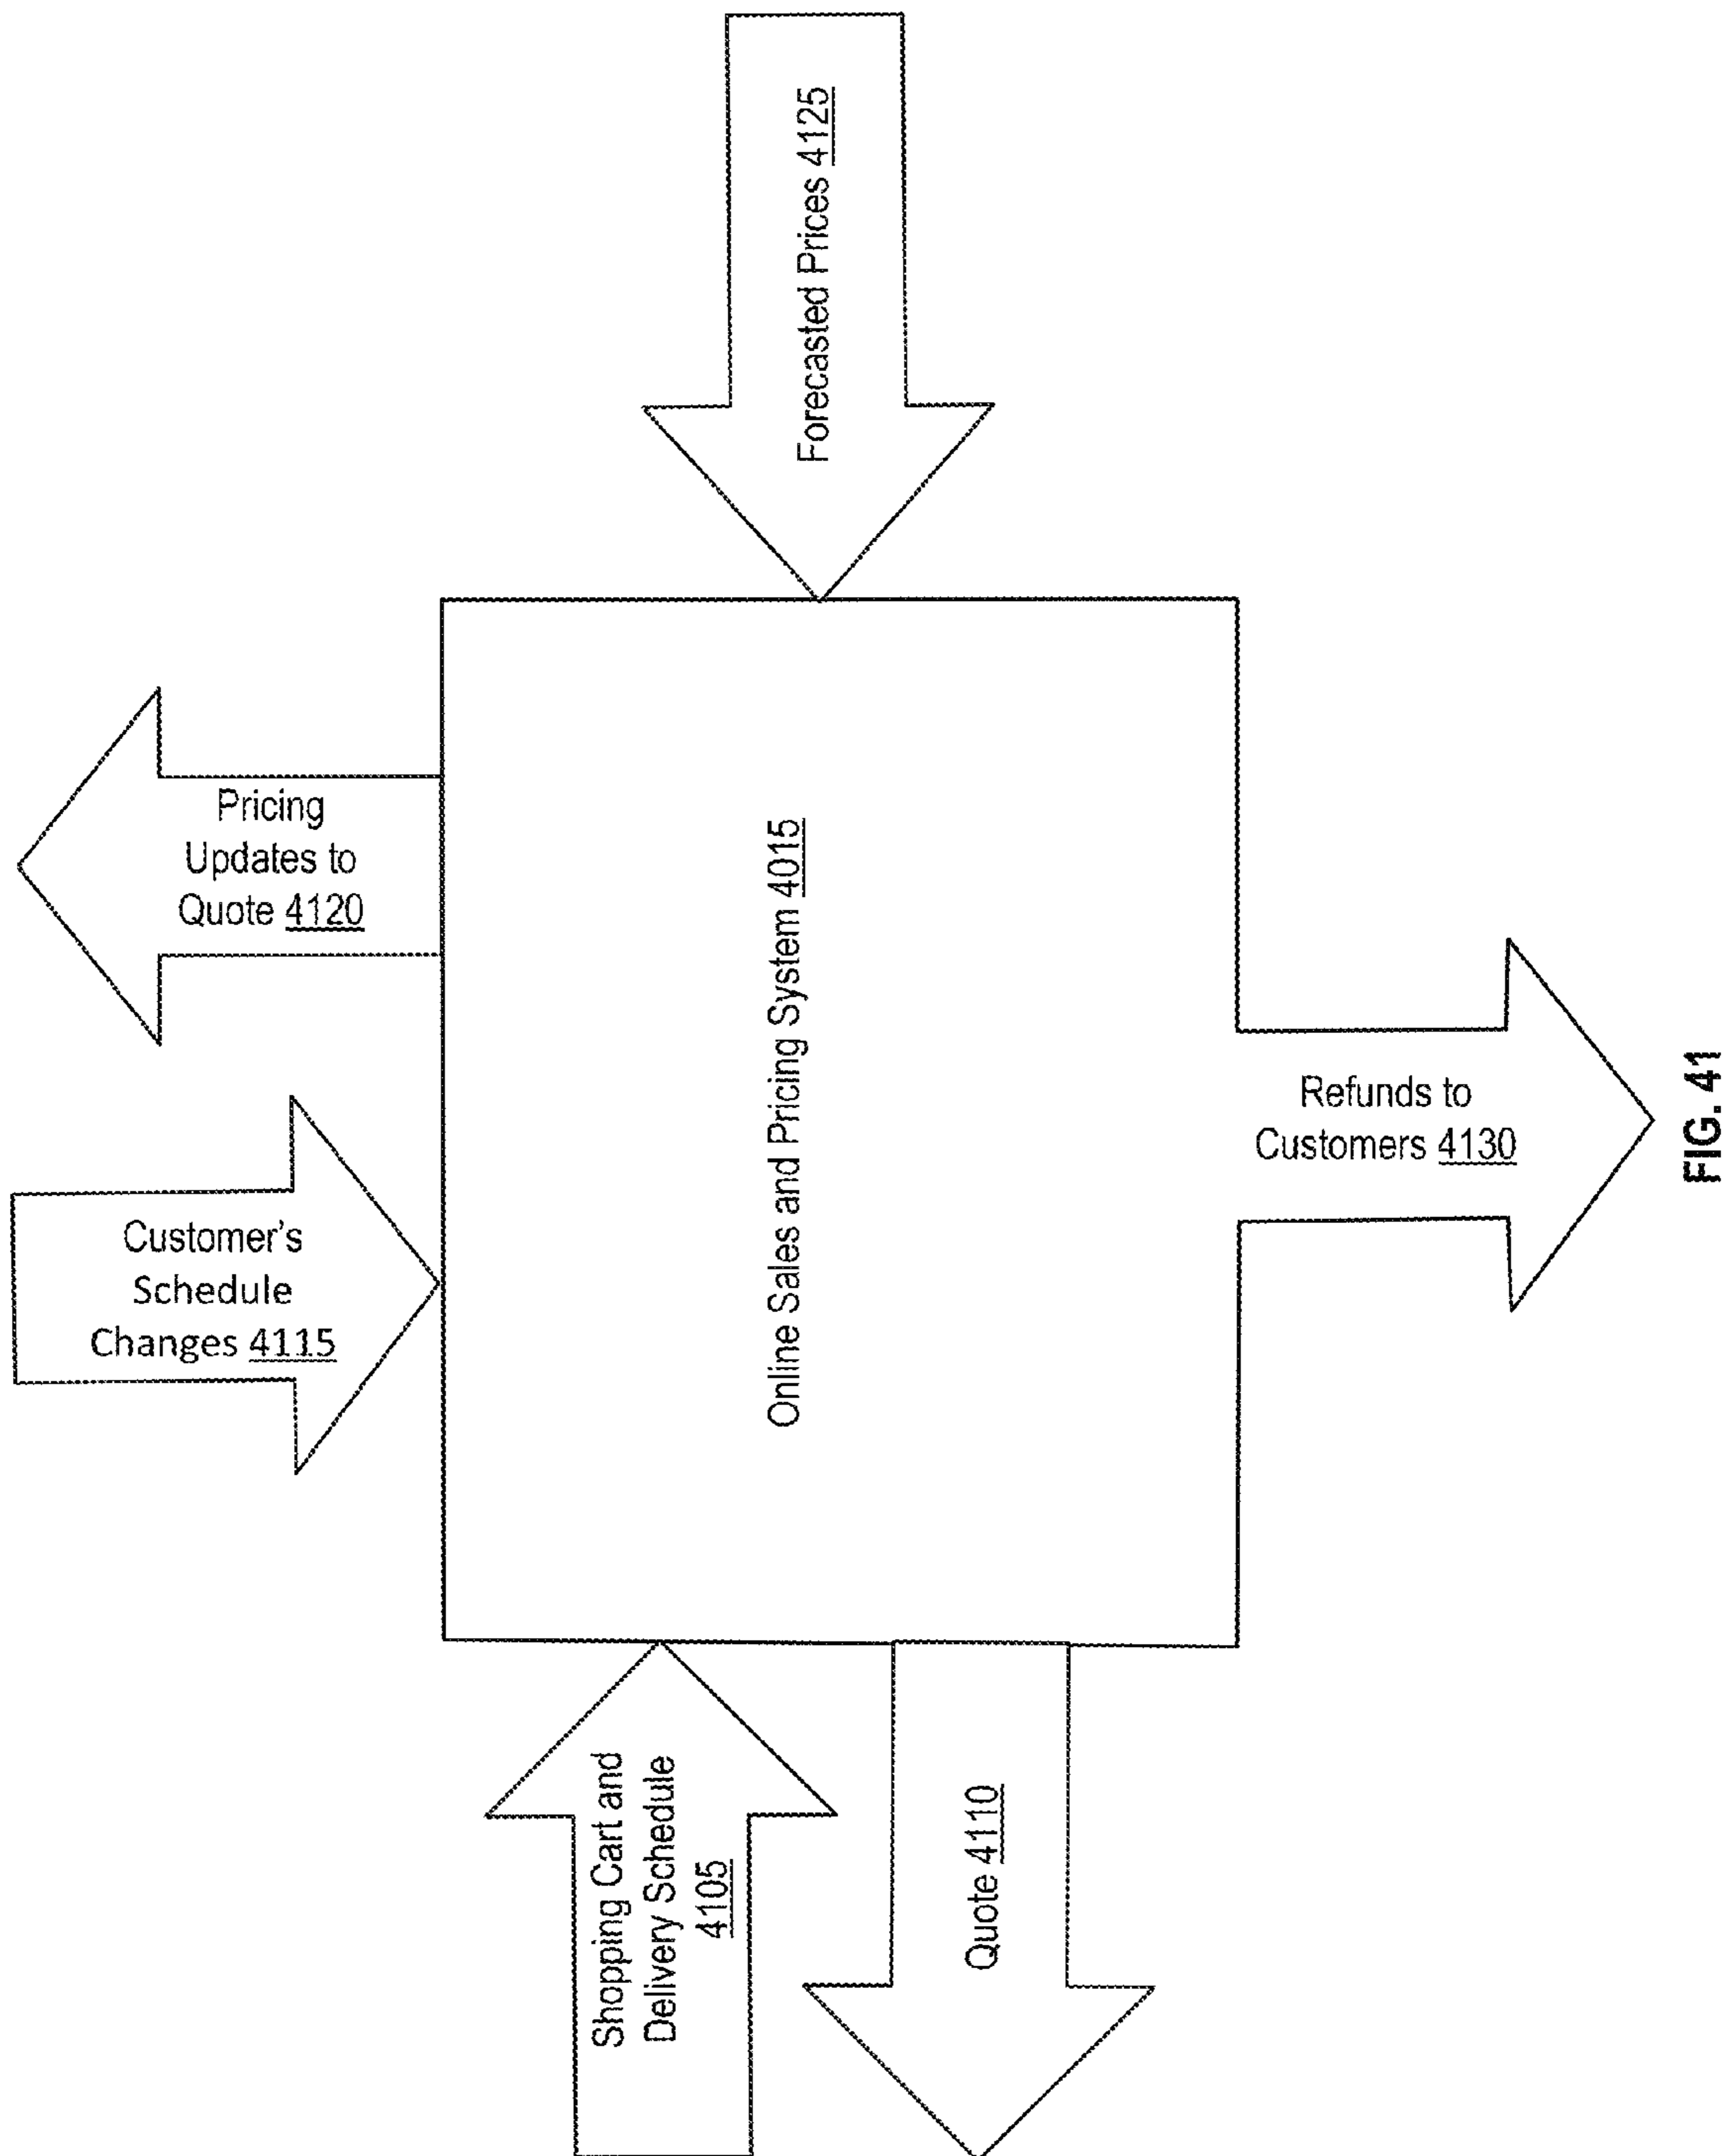 Pricing
Updates to
Quote 4120
Customer's
Schedule
Changes 4115
Forecasted Prices 4125
Online Sales and Pricing System 4015
Shopping Cart and
Delivery Schedule
4105
Quote 4110
Refunds to
Customers 4130
FIG. 41